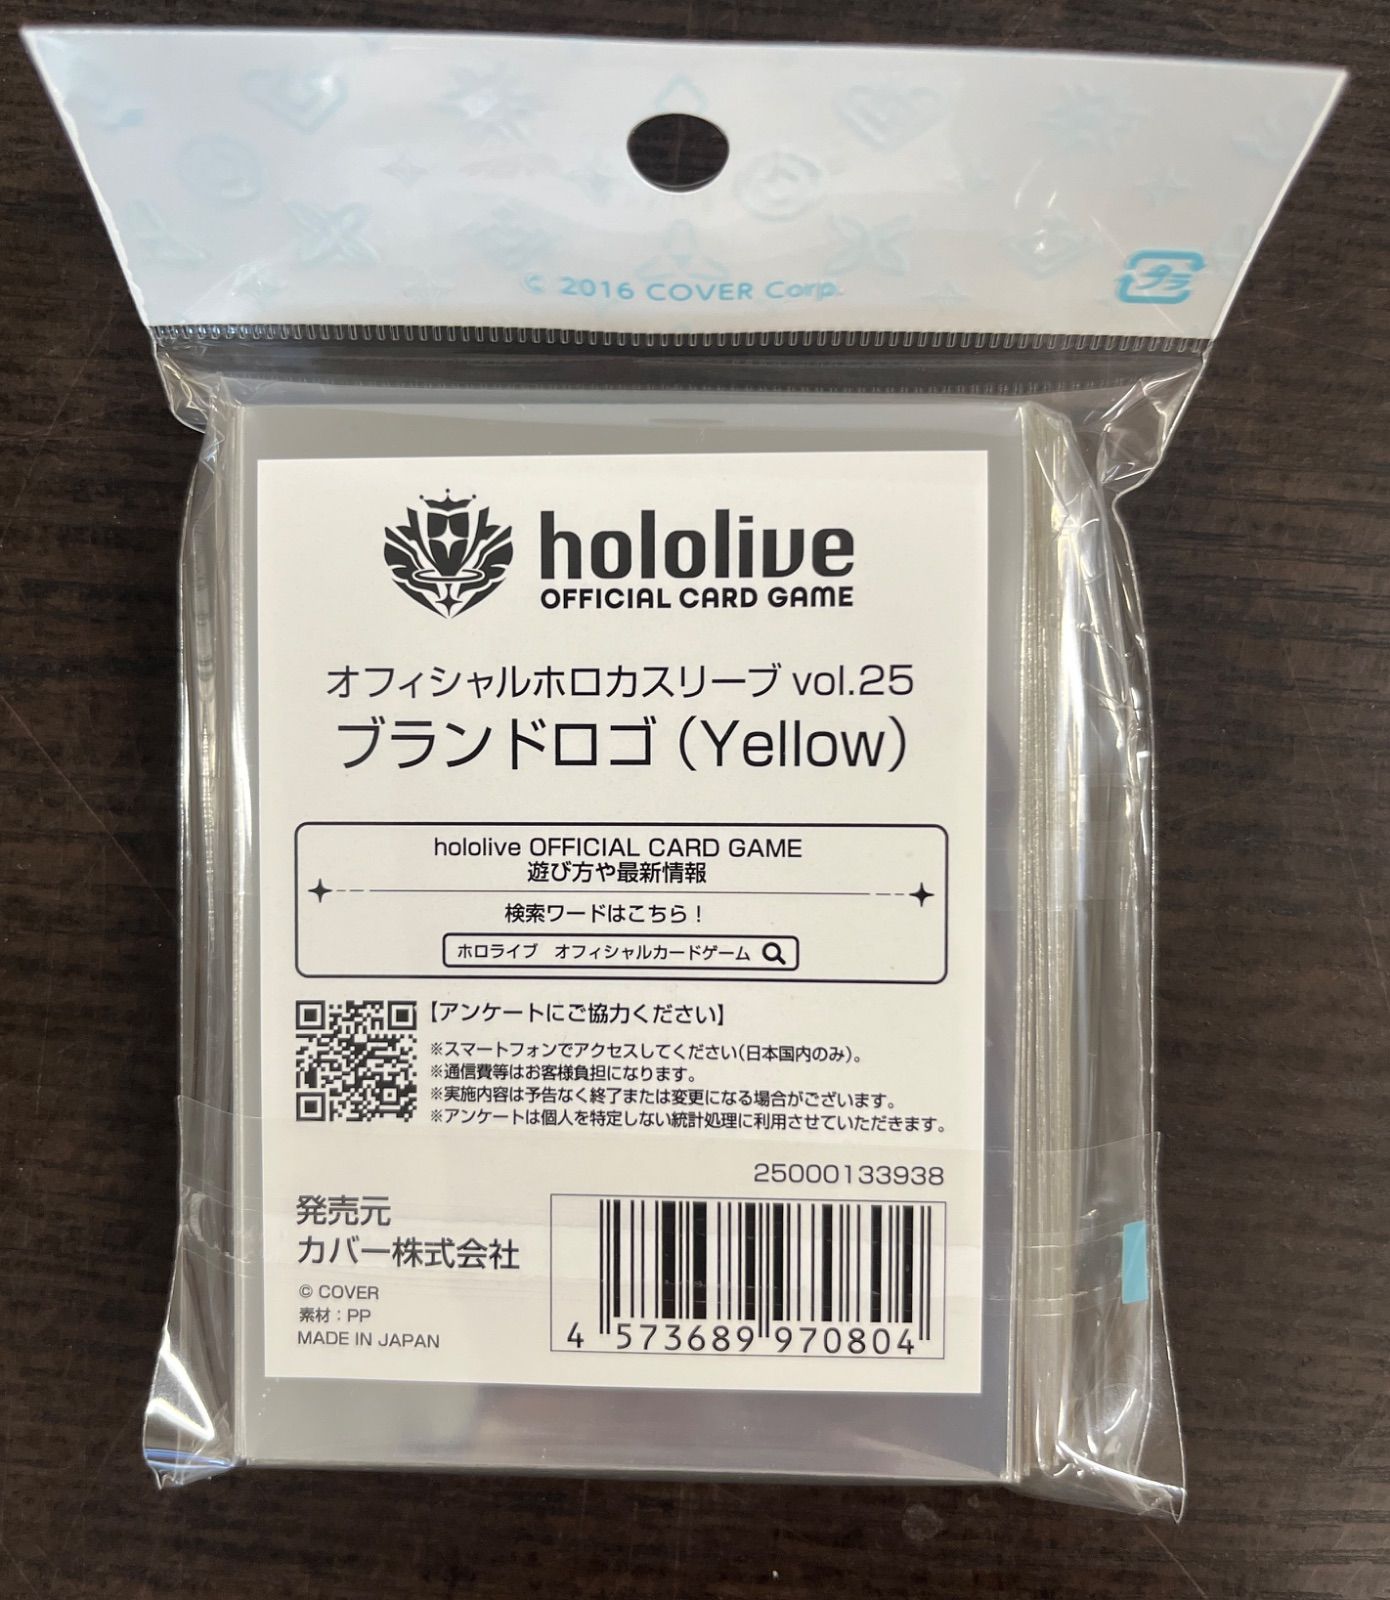 © 2016 COVER Corp.
プラ
hololive
OFFICIAL CARD GAME
オフィシャルホロカスリーブ vol.25
ブランドロゴ（Yellow）
hololive OFFICIAL CARD GAME
遊び方や最新情報
検索ワードはこちら！
ホロライブ　オフィシャルカードゲーム
【アンケートにご協力ください】
※スマートフォンでアクセスしてください（日本国内のみ）。
※通信費等はお客様負担になります。
※実施内容は予告なく終了または変更になる場合がございます。
※アンケートは個人を特定しない統計処理に利用させていただきます。
25000133938
発売元
カバー株式会社
© COVER
素材：PP
MADE IN JAPAN
4 573689 970804